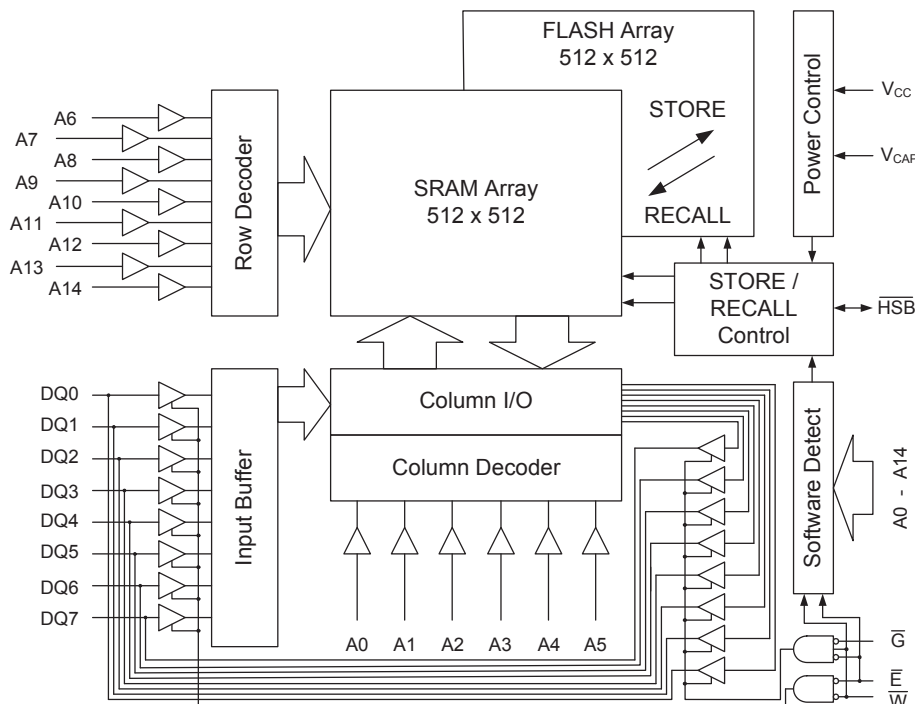 FLASH Array
512 x 512
STORE
RECALL
SRAM Array
512 x 512
Power Control
V_CC
V_CAP
A6
A7
A8
A9
A10
A11
A12
A13
A14
Row Decoder
STORE /
RECALL
Control
HSB
DQ0
DQ1
DQ2
DQ3
DQ4
DQ5
DQ6
DQ7
Input Buffer
Column I/O
Column Decoder
A0
A1
A2
A3
A4
A5
Software Detect
A0 - A14
G
E
W